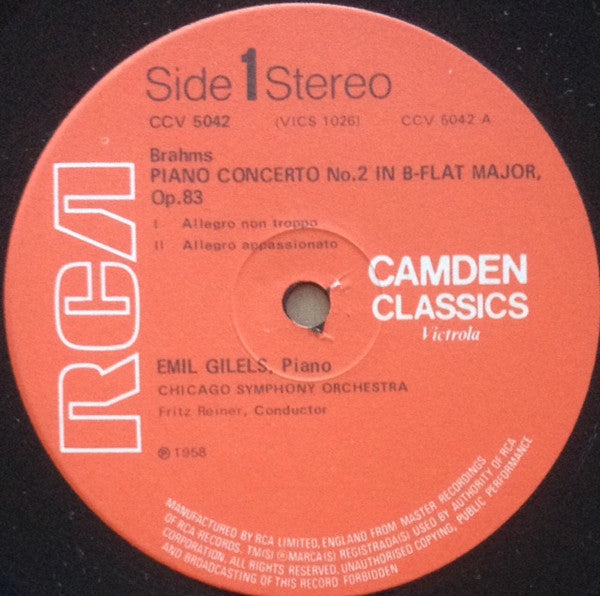 Side 1 Stereo
CCV 5042 (VICS 1026) CCV 5042 A
Brahms
PIANO CONCERTO No.2 IN B-FLAT MAJOR,
Op.83
I Allegro non troppo
II Allegro appassionato
RCA
CAMDEN
CLASSICS
Victrola
EMIL GILELS, Piano
CHICAGO SYMPHONY ORCHESTRA
Fritz Reiner, Conductor
℗ 1958
MANUFACTURED BY RCA LIMITED, ENGLAND FROM MASTER RECORDINGS
OF RCA RECORDS. TM(S) ® MARCA(S) REGISTRADA(S) USED BY AUTHORITY OF RCA
CORPORATION. ALL RIGHTS RESERVED. UNAUTHORISED COPYING, PUBLIC PERFORMANCE
AND BROADCASTING OF THIS RECORD FORBIDDEN